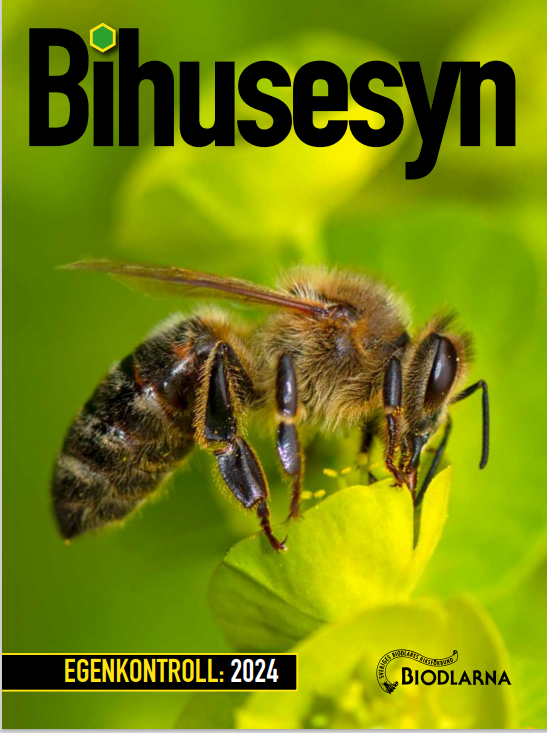 Bihusesyn
EGENKONTROLL: 2024
SVERIGES BIODLARES RIKSFÖRBUND
BIODLARNA